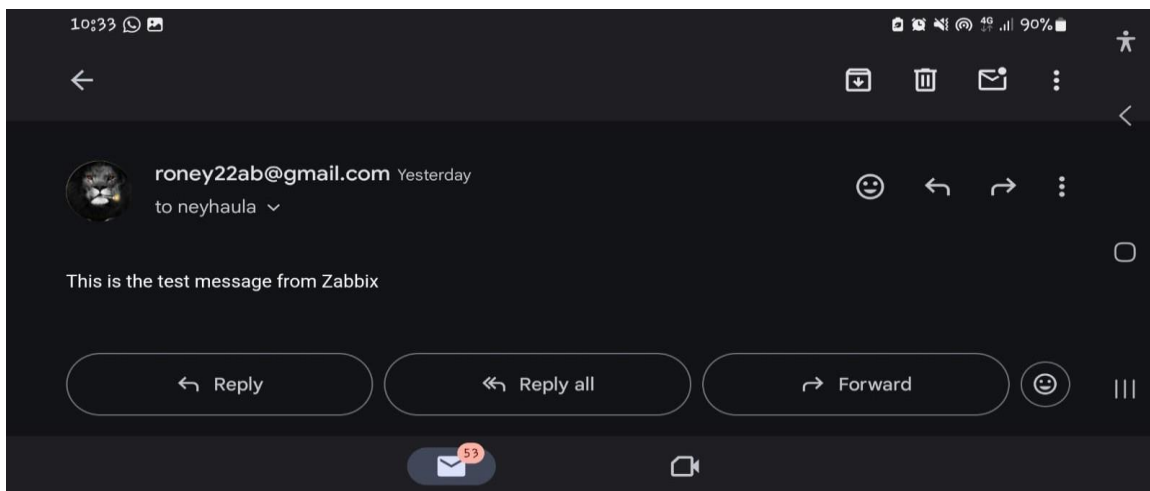 10:33
4G 90%
roney22ab@gmail.com Yesterday
to neyhaula
This is the test message from Zabbix
Reply
Reply all
Forward
53